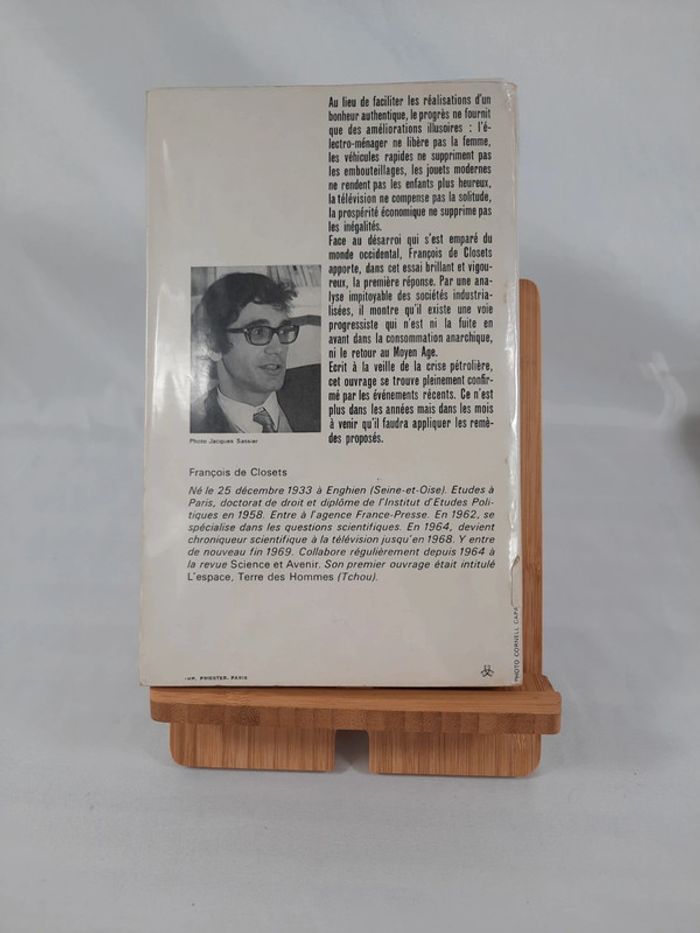 Au lieu de faciliter les réalisations d'un
bonheur authentique, le progrès ne fournit
que des améliorations illusoires : l'é-
lectro-ménager ne libère pas la femme,
les véhicules rapides ne suppriment pas
les embouteillages, les jouets modernes
ne rendent pas les enfants plus heureux,
la télévision ne compense pas la solitude,
la prospérité économique ne supprime pas
les inégalités.
Face au désarroi qui s'est emparé du
monde occidental, François de Closets
apporte, dans cet essai brillant et vigou-
reux, la première réponse. Par une ana-
lyse impitoyable des sociétés industria-
lisées, il montre qu'il existe une voie
progressiste qui n'est ni la fuite en
avant dans la consommation anarchique,
ni le retour au Moyen Age.
Ecrit à la veille de la crise pétrolière,
cet ouvrage se trouve pleinement confir-
mé par les événements récents. Ce n'est
plus dans les années mais dans les mois
à venir qu'il faudra appliquer les remè-
des proposés.
Photo Jacques Sassier
François de Closets
Né le 25 décembre 1933 à Enghien (Seine-et-Oise). Etudes à
Paris, doctorat de droit et diplôme de l'Institut d'Etudes Poli-
tiques en 1958. Entre à l'agence France-Presse. En 1962, se
spécialise dans les questions scientifiques. En 1964, devient
chroniqueur scientifique à la télévision jusqu'en 1968. Y entre
de nouveau fin 1969. Collabore régulièrement depuis 1964 à
la revue Science et Avenir. Son premier ouvrage était intitulé
L'espace, Terre des Hommes (Tchou).
IMP. PRIESTER. PARIS
PHOTO CORNELL CAPA